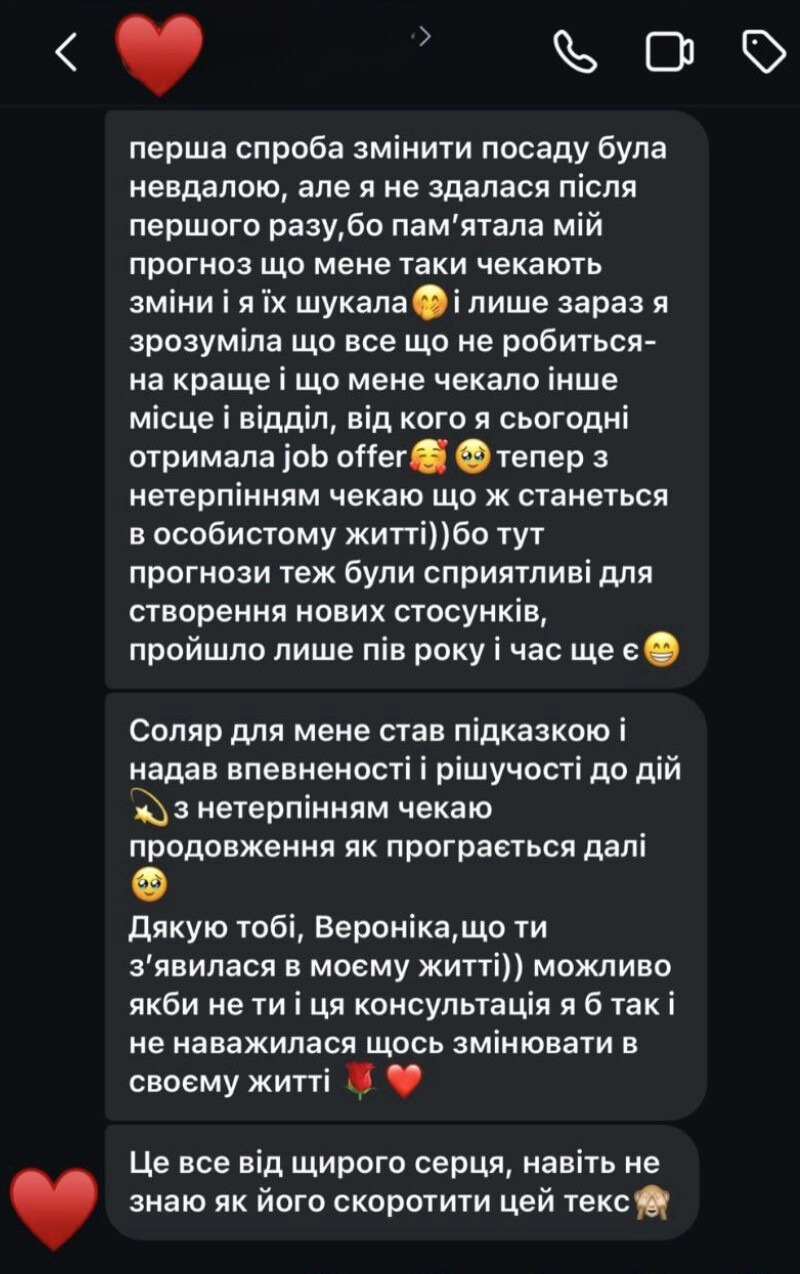 перша спроба змінити посаду була
невдалою, але я не здалася після
першого разу,бо пам’ятала мій
прогноз що мене таки чекають
зміни і я їх шукала🤭і лише зараз я
зрозуміла що все що не робиться-
на краще і що мене чекало інше
місце і відділ, від кого я сьогодні
отримала job offer🥰🥹тепер з
нетерпінням чекаю що ж станеться
в особистому житті))бо тут
прогнози теж були сприятливі для
створення нових стосунків,
пройшло лише пів року і час ще є😁
Соляр для мене став підказкою і
надав впевненості і рішучості до дій
💫з нетерпінням чекаю
продовження як програється далі
🥹
Дякую тобі, Вероніка,що ти
з’явилася в моєму житті)) можливо
якби не ти і ця консультація я б так і
не наважилася щось змінювати в
своєму житті 🌹❤️
Це все від щирого серця, навіть не
знаю як його скоротити цей текс🙈